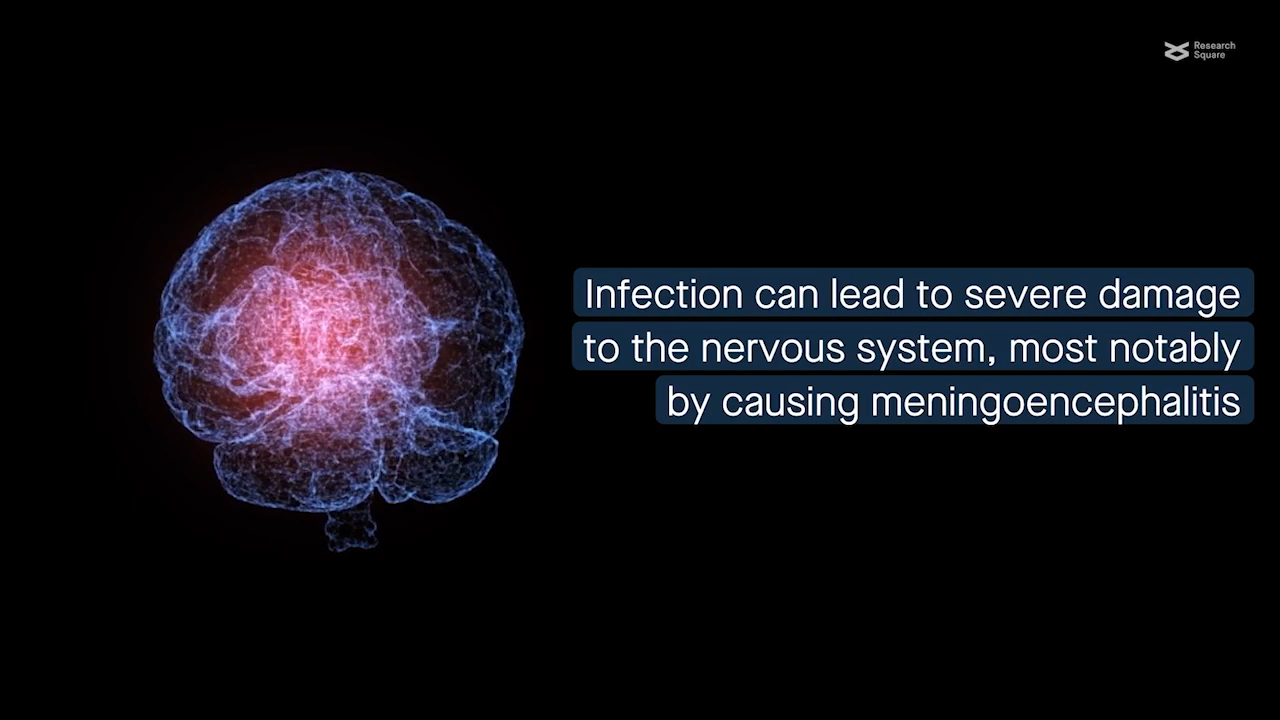 Research
Square
Infection can lead to severe damage
to the nervous system, most notably
by causing meningoencephalitis